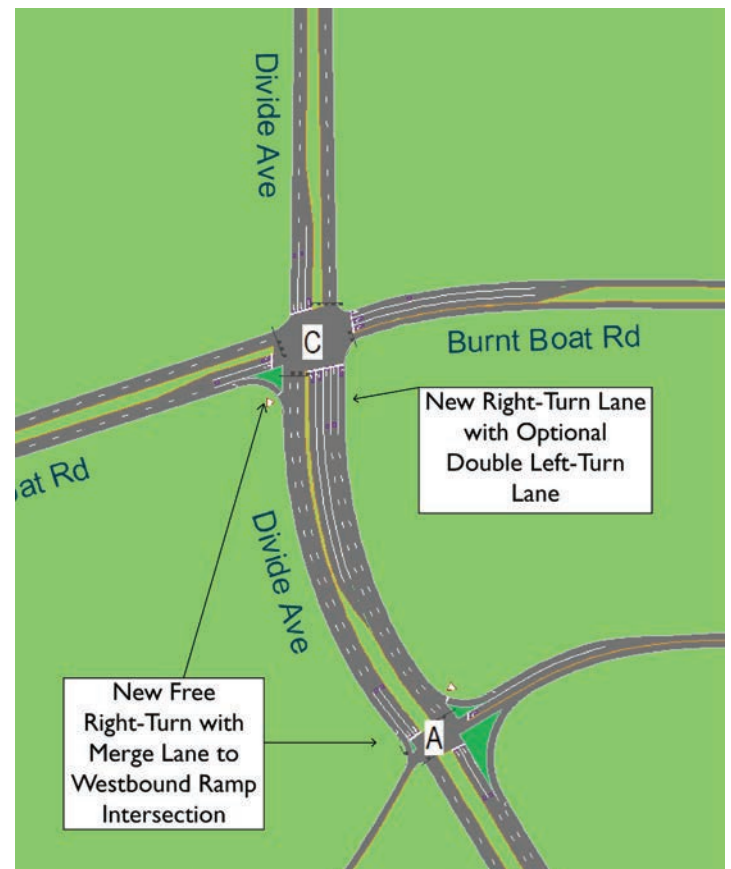 Divide Ave
C
Burnt Boat Rd
New Right-Turn Lane
with Optional
Double Left-Turn
Lane
at Rd
Divide Ave
New Free
Right-Turn with
Merge Lane to
Westbound Ramp
Intersection
A